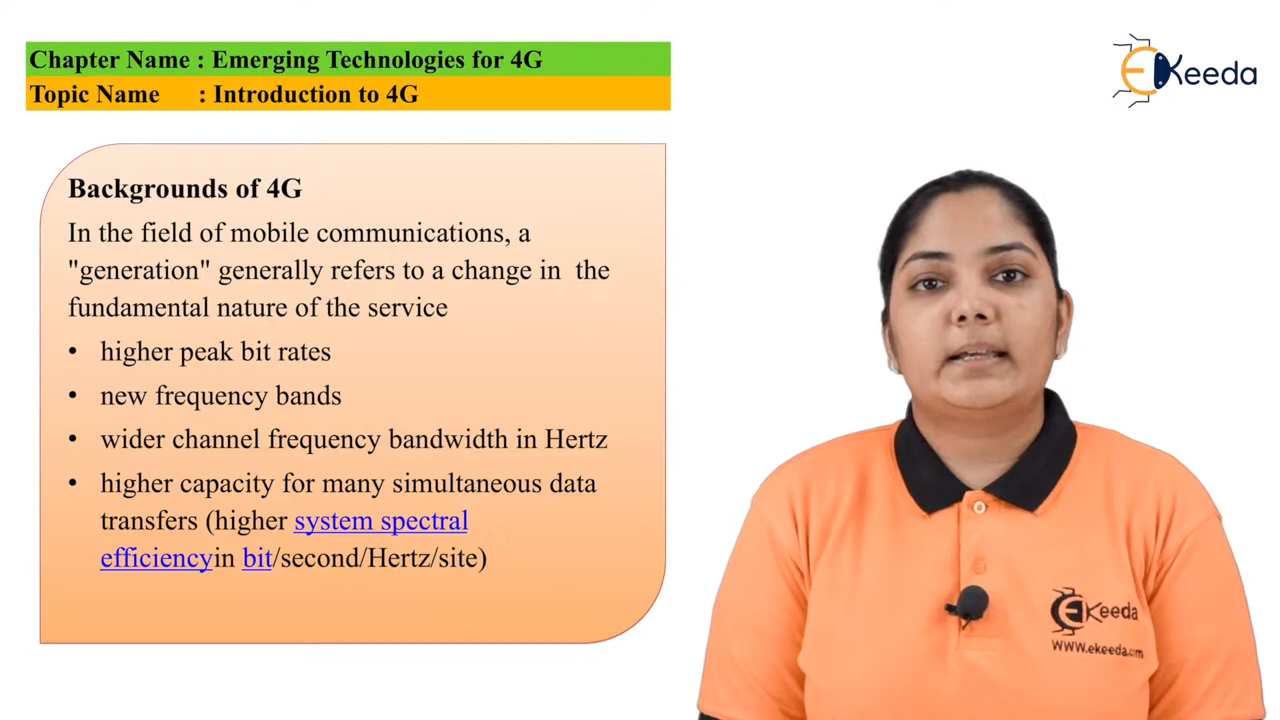 Chapter Name : Emerging Technologies for 4G
Topic Name : Introduction to 4G
EKeeda
Backgrounds of 4G
In the field of mobile communications, a
"generation" generally refers to a change in the
fundamental nature of the service
• higher peak bit rates
• new frequency bands
• wider channel frequency bandwidth in Hertz
• higher capacity for many simultaneous data
transfers (higher system spectral
efficiencyin bit/second/Hertz/site)
EKeeda
WWW.ekeeda.com